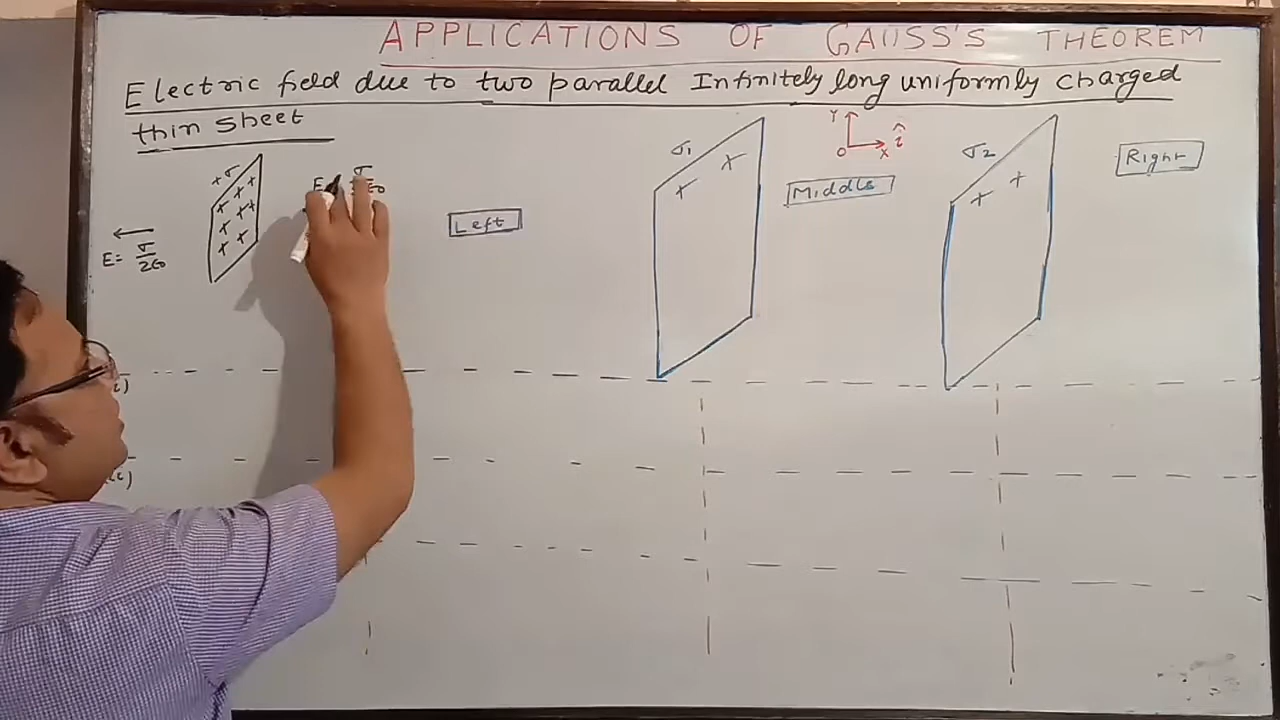 APPLICATIONS OF GAUSS'S THEOREM
Electric field due to two parallel Infinitely long uniformly charged
thin sheet
+σ
E= σ/2ε0
Left
σ1
Y
O
X
î
Middle
σ2
Right